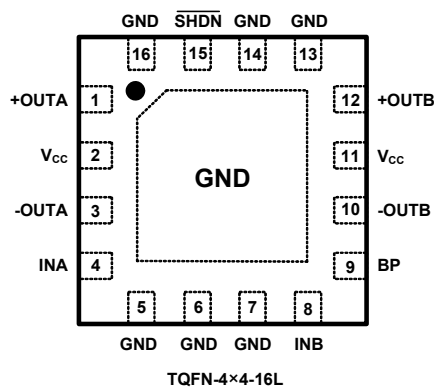 GND SHDN GND GND
16 15 14 13
+OUTA 1 12 +OUTB
VCC 2 11 VCC
GND
-OUTA 3 10 -OUTB
INA 4 9 BP
5 6 7 8
GND GND GND INB
TQFN-4×4-16L